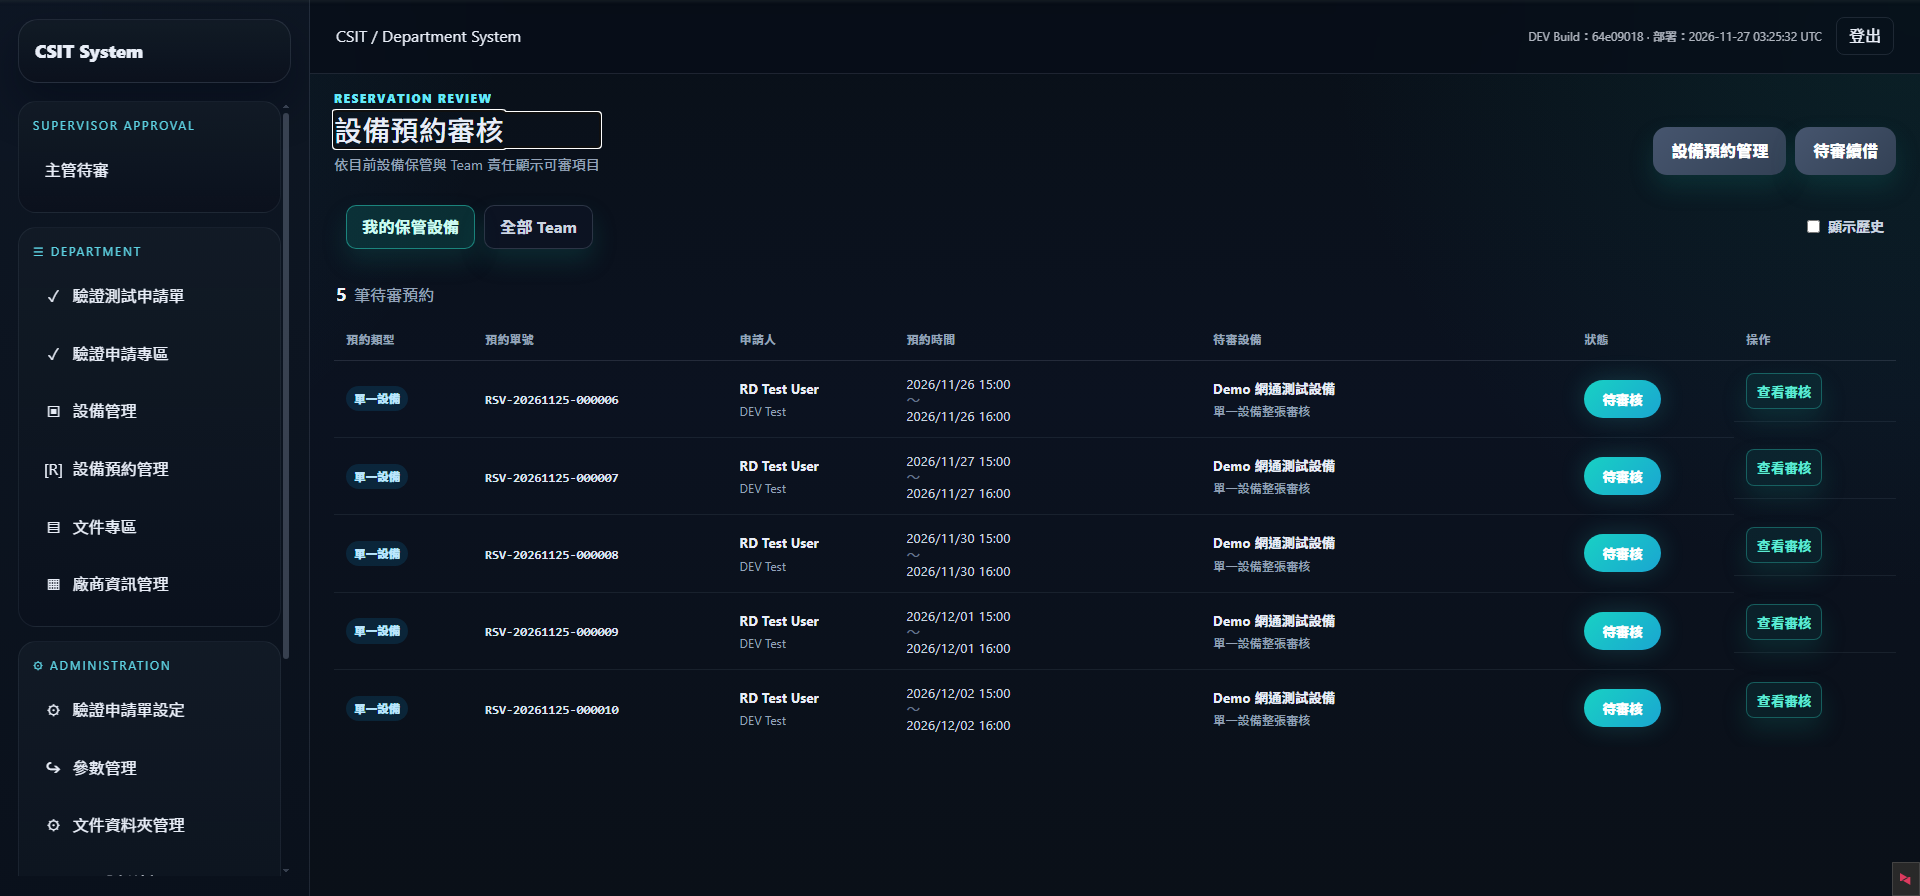 CSIT System
SUPERVISOR APPROVAL
主管待審
☰ DEPARTMENT
✓ 驗證測試申請單
✓ 驗證申請專區
▣ 設備管理
[R] 設備預約管理
▤ 文件專區
▦ 廠商資訊管理
⚙ ADMINISTRATION
⚙ 驗證申請單設定
↪ 參數管理
⚙ 文件資料夾管理
CSIT / Department System
DEV Build：64e09018 · 部署：2026-11-27 03:25:32 UTC
登出
RESERVATION REVIEW
設備預約審核
依目前設備保管與 Team 責任顯示可審項目
設備預約管理
待審續借
我的保管設備
全部 Team
顯示歷史
5 筆待審預約
預約類型 預約單號 申請人 預約時間 待審設備 狀態 操作
單一設備 RSV-20261125-000006
RD Test User
DEV Test
2026/11/26 15:00
～
2026/11/26 16:00
Demo 網通測試設備
單一設備整張審核
待審核
查看審核
單一設備 RSV-20261125-000007
RD Test User
DEV Test
2026/11/27 15:00
～
2026/11/27 16:00
Demo 網通測試設備
單一設備整張審核
待審核
查看審核
單一設備 RSV-20261125-000008
RD Test User
DEV Test
2026/11/30 15:00
～
2026/11/30 16:00
Demo 網通測試設備
單一設備整張審核
待審核
查看審核
單一設備 RSV-20261125-000009
RD Test User
DEV Test
2026/12/01 15:00
～
2026/12/01 16:00
Demo 網通測試設備
單一設備整張審核
待審核
查看審核
單一設備 RSV-20261125-000010
RD Test User
DEV Test
2026/12/02 15:00
～
2026/12/02 16:00
Demo 網通測試設備
單一設備整張審核
待審核
查看審核